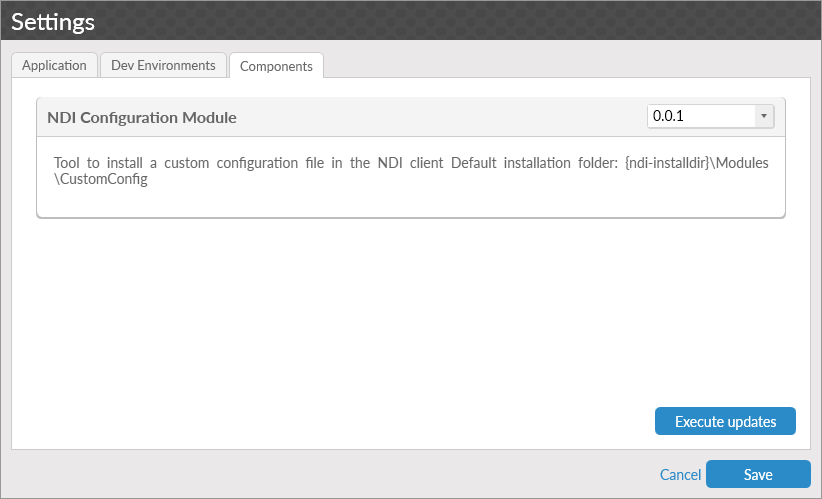 Settings
Application Dev Environments Components
NDI Configuration Module 0.0.1
Tool to install a custom configuration file in the NDI client Default installation folder: {ndi-installdir}\Modules
\CustomConfig
Execute updates
Cancel Save